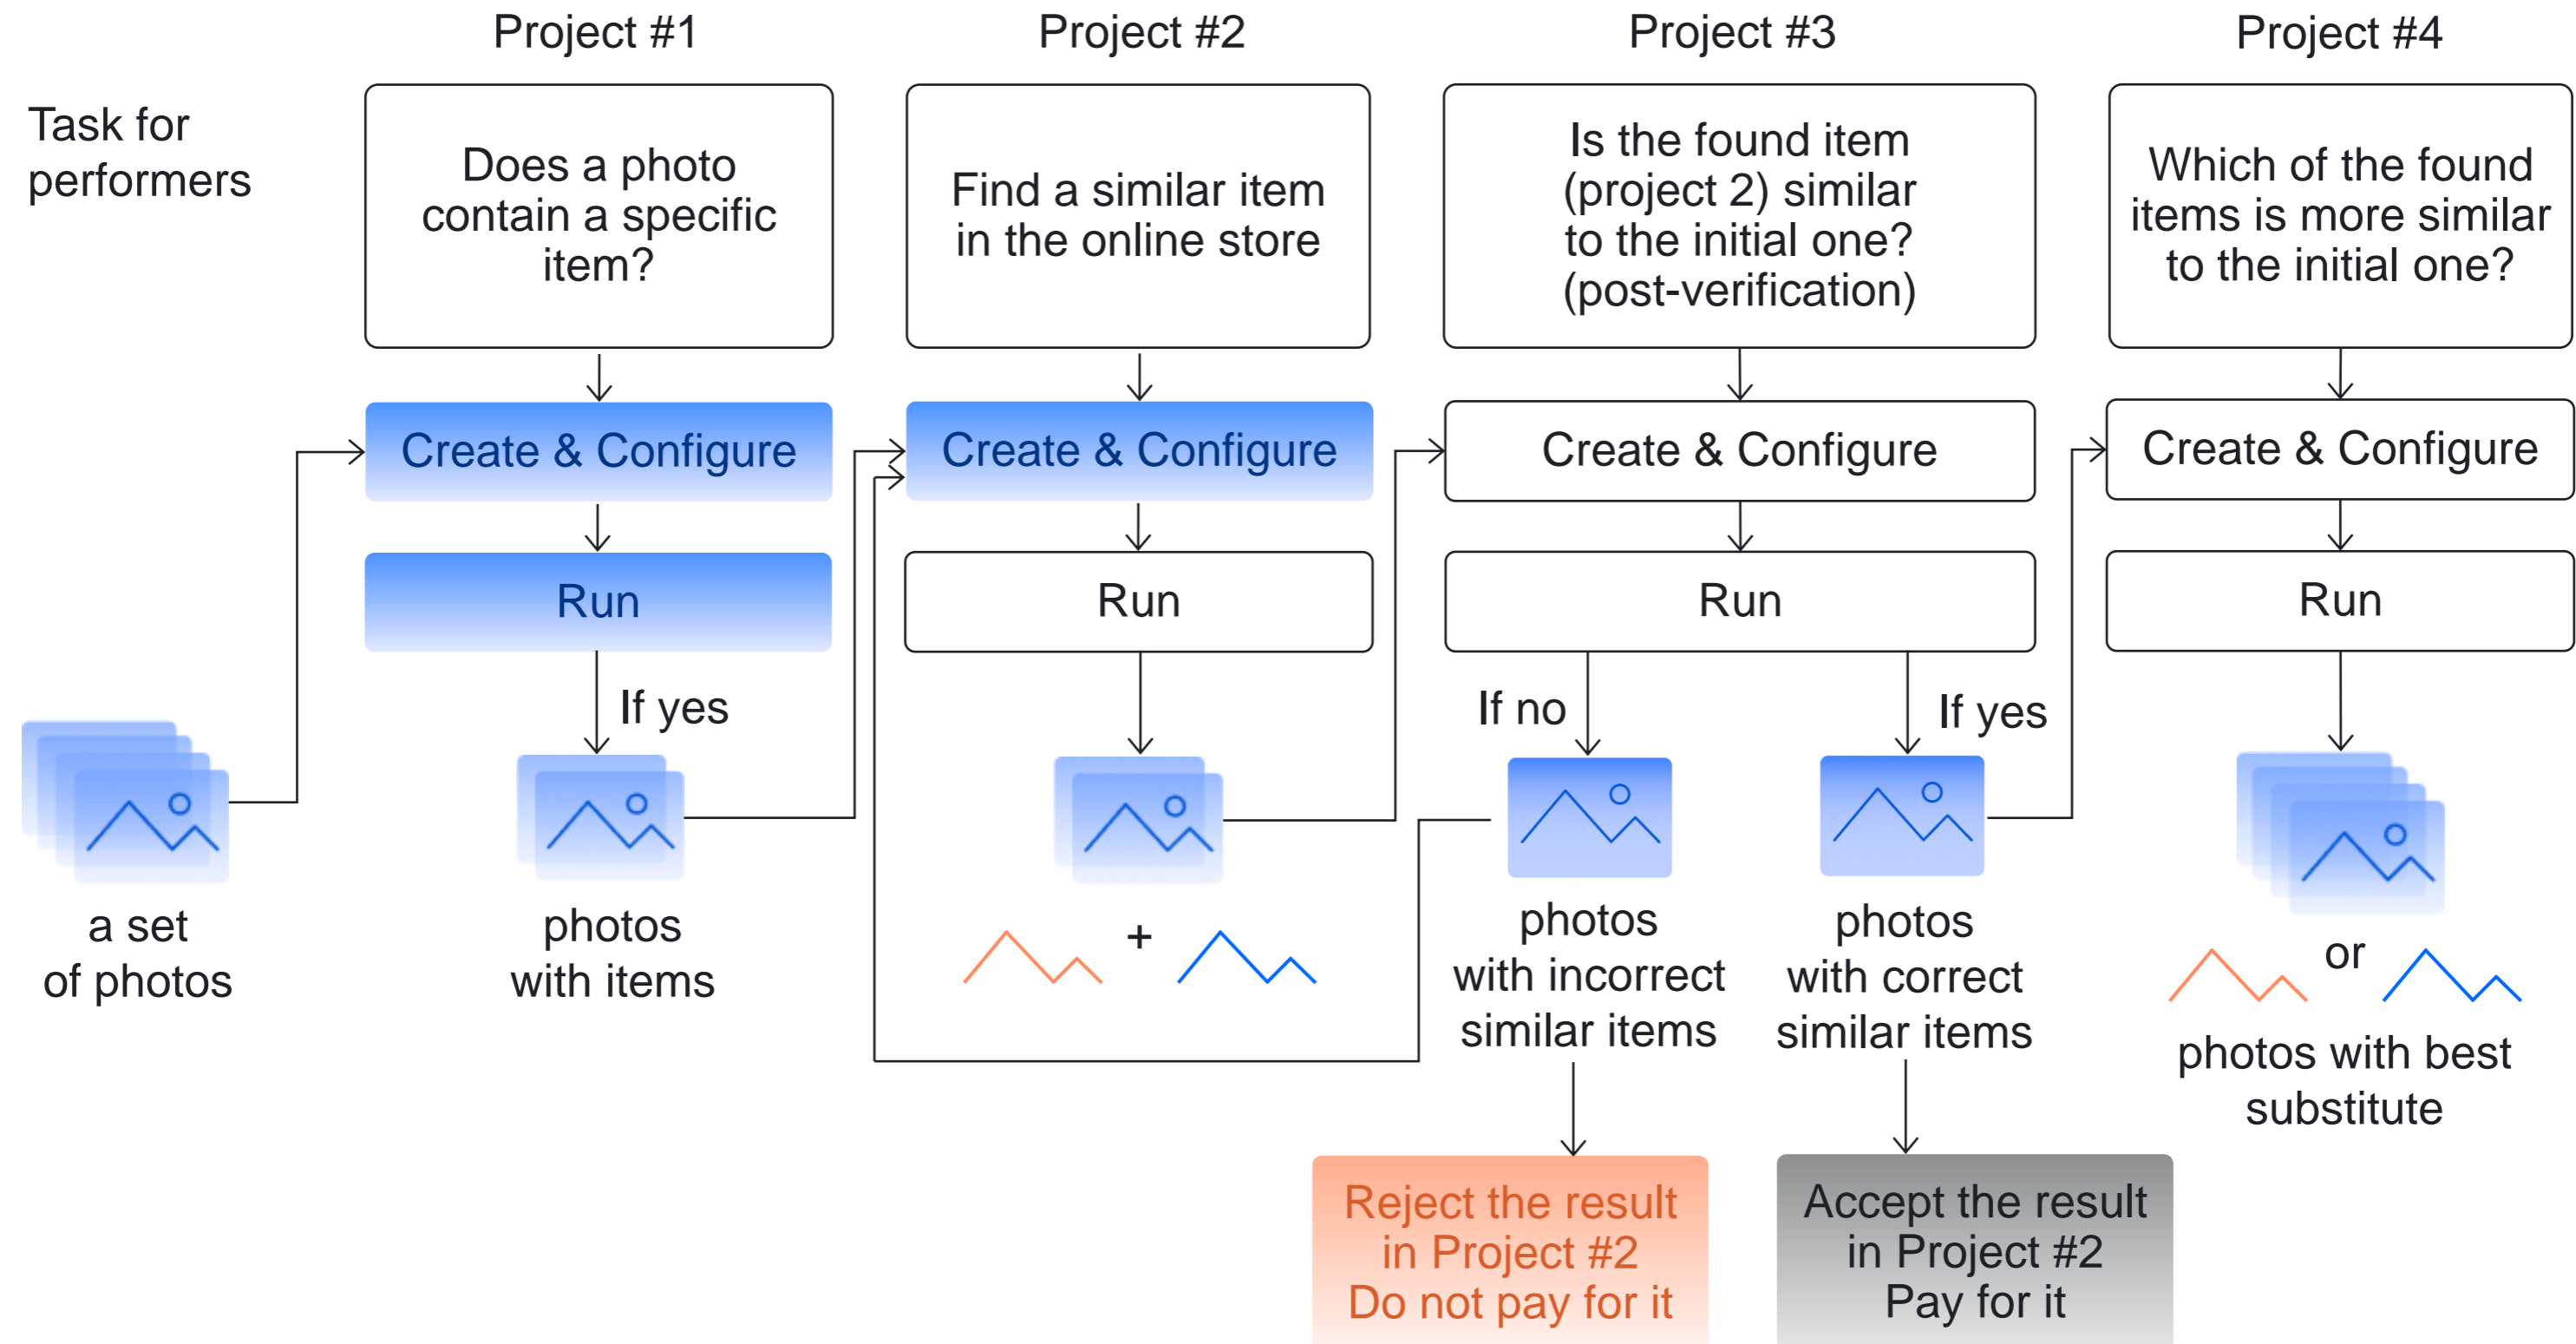 Project #1
Project #2
Project #3
Project #4
Task for
performers
Does a photo
contain a specific
item?
Find a similar item
in the online store
Is the found item
(project 2) similar
to the initial one?
(post-verification)
Which of the found
items is more similar
to the initial one?
Create & Configure
Create & Configure
Create & Configure
Create & Configure
Run
Run
Run
Run
If yes
If no
If yes
a set
of photos
photos
with items
+
photos
with incorrect
similar items
photos
with correct
similar items
or
photos with best
substitute
Reject the result
in Project #2
Do not pay for it
Accept the result
in Project #2
Pay for it